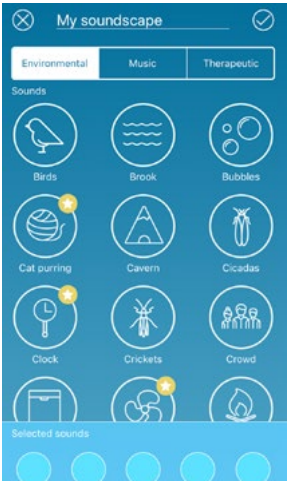 My soundscape
Environmental Music Therapeutic
Sounds
Birds Brook Bubbles
Cat purring Cavern Cicadas
Clock Crickets Crowd
Selected sounds